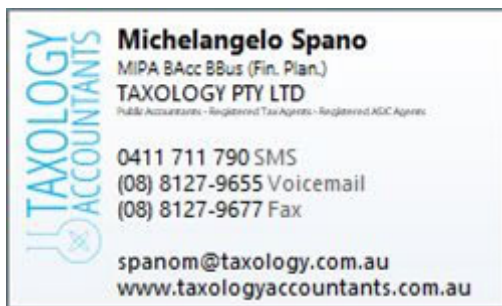 TAXOLOGY
ACCOUNTANTS
Michelangelo Spano
MIPA BAcc BBus (Fin. Plan.)
TAXOLOGY PTY LTD
Public Accountants - Registered Tax Agents - Registered ASIC Agents
0411 711 790 SMS
(08) 8127-9655 Voicemail
(08) 8127-9677 Fax
spanom@taxology.com.au
www.taxologyaccountants.com.au